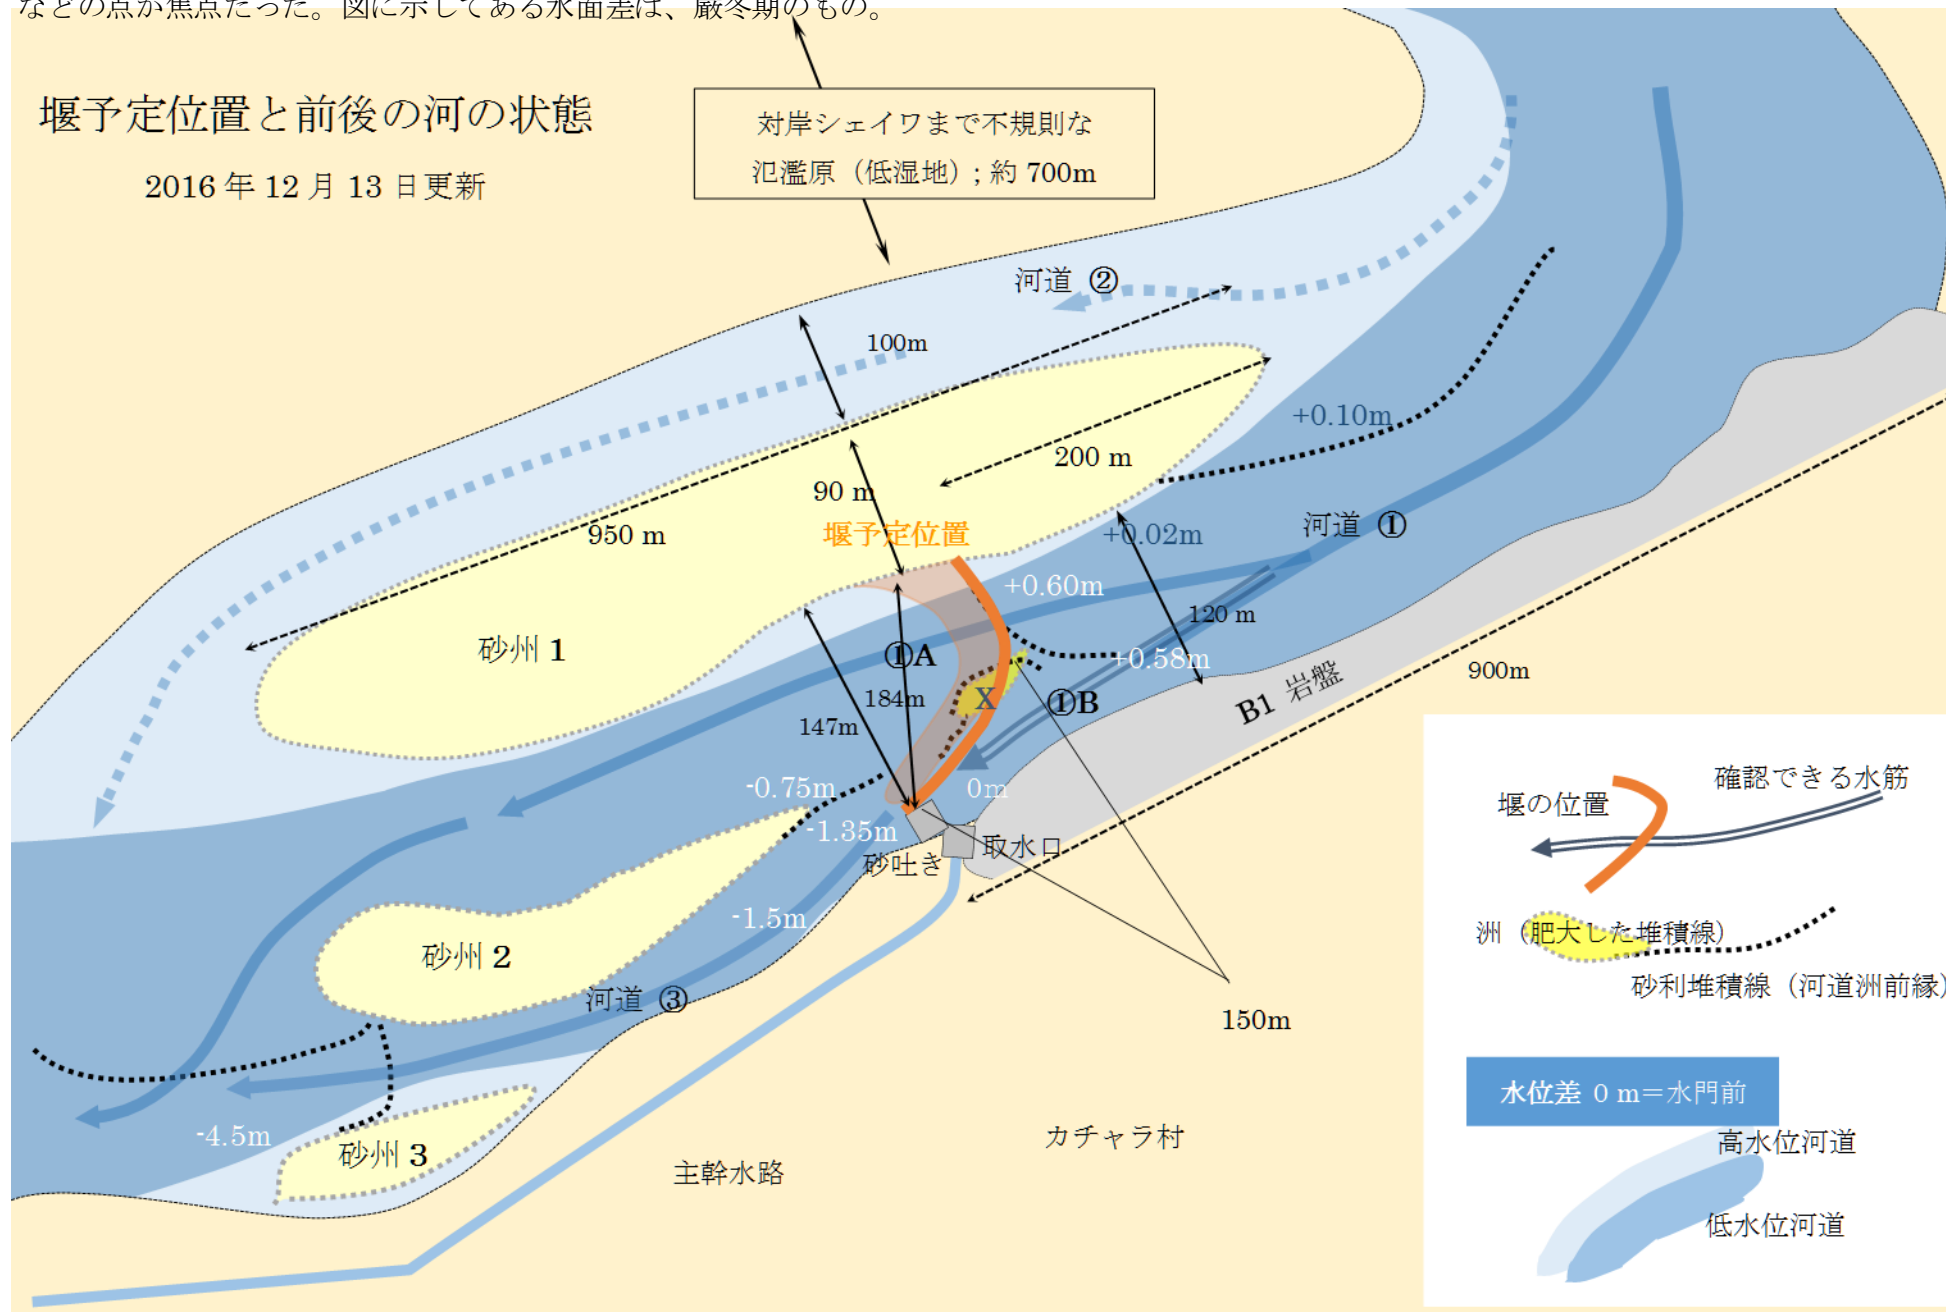 などの点が焦点だった。図に示してある水面差は、厳冬期のもの。
堰予定位置と前後の河の状態
2016 年 12 月 13 日更新
対岸シェイワまで不規則な
氾濫原（低湿地）; 約 700m
河道 ②
100m
+0.10m
200 m
90 m
950 m
堰予定位置
+0.02m
河道 ①
+0.60m
120 m
砂州 1
①A
+0.58m
900m
184m
X
①B
B1 岩盤
147m
-0.75m
0m
-1.35m
砂吐き
取水口
-1.5m
砂州 2
河道 ③
150m
-4.5m
砂州 3
主幹水路
カチャラ村
堰の位置
確認できる水筋
洲（肥大した堆積線）
砂利堆積線（河道洲前縁）
水位差 0 m＝水門前
高水位河道
低水位河道